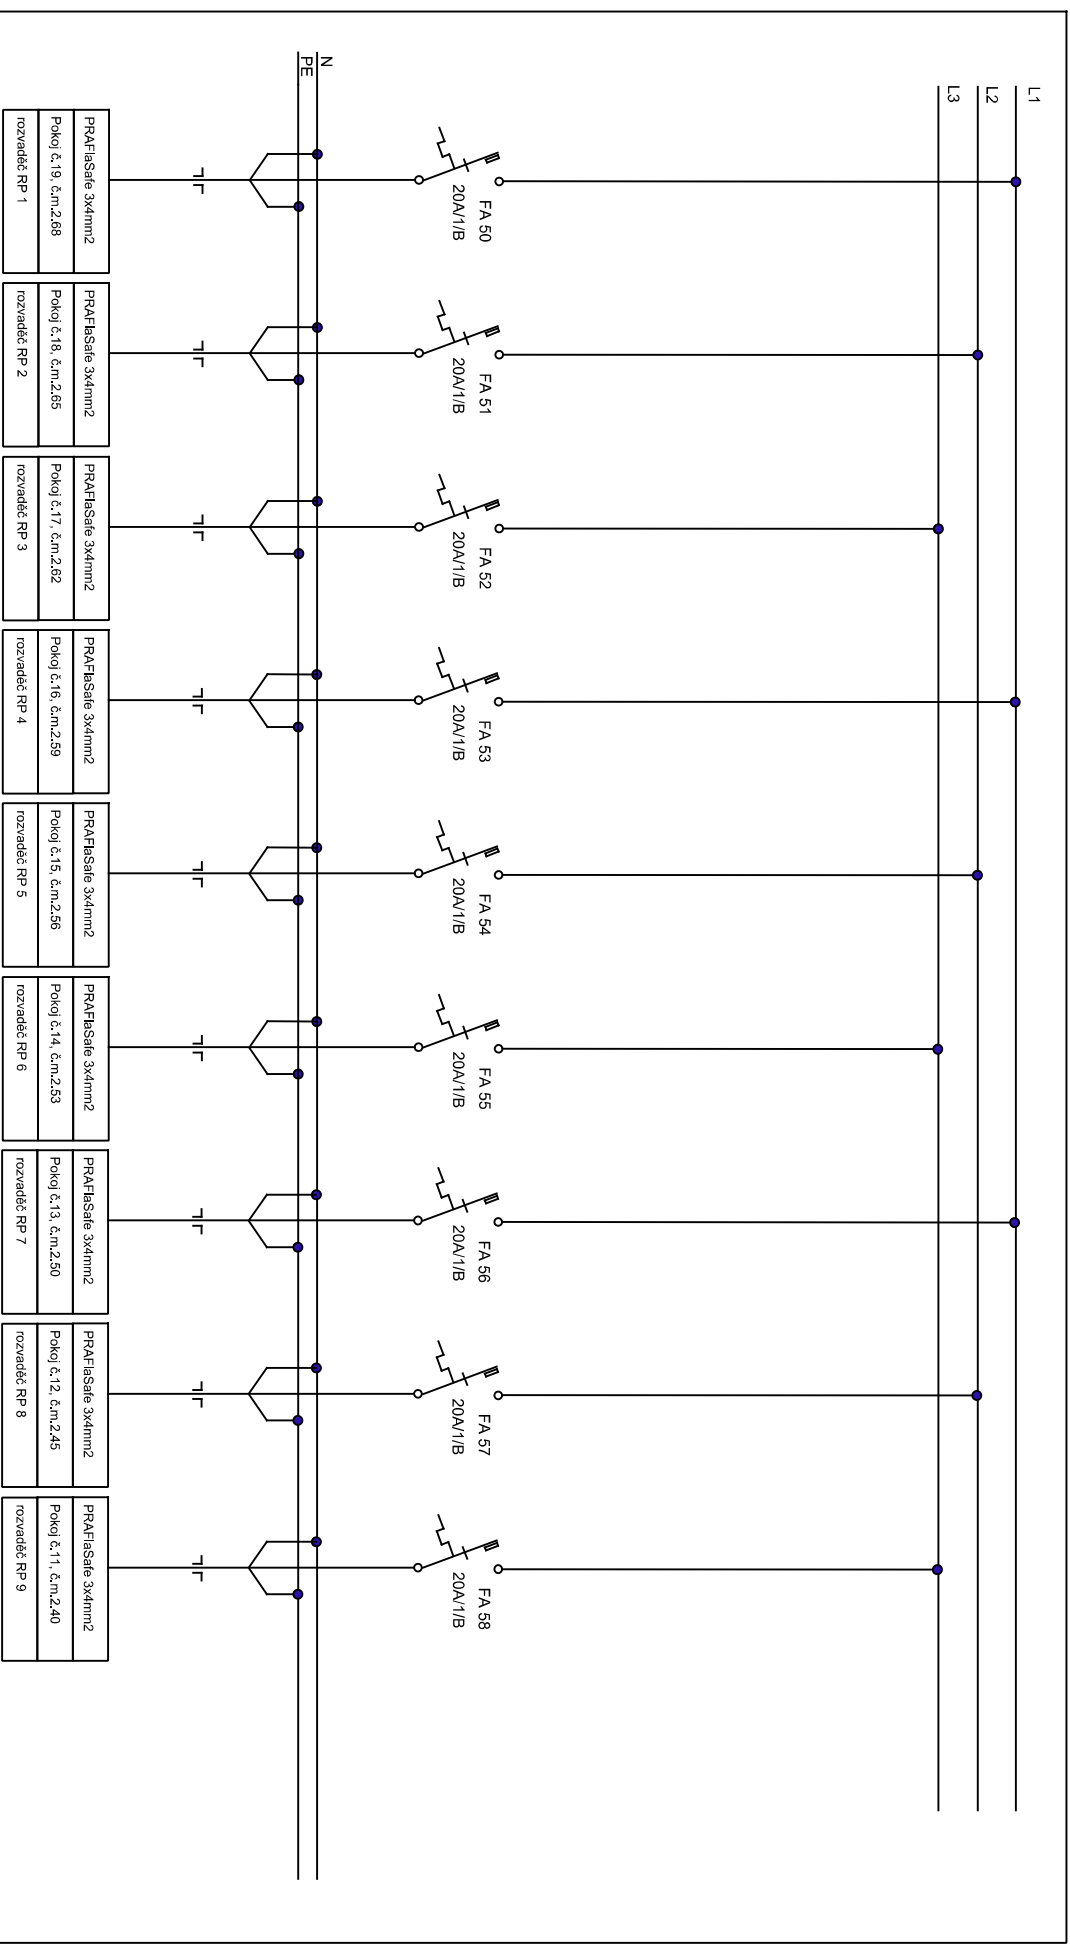 L1
L2
L3
N
PE
FA 50
20A/1/B
FA 51
20A/1/B
FA 52
20A/1/B
FA 53
20A/1/B
FA 54
20A/1/B
FA 55
20A/1/B
FA 56
20A/1/B
FA 57
20A/1/B
FA 58
20A/1/B
PRAFlaSafe 3x4mm2
Pokoj č.19, č.m.2.68
rozvaděč RP 1
PRAFlaSafe 3x4mm2
Pokoj č.18, č.m.2.65
rozvaděč RP 2
PRAFlaSafe 3x4mm2
Pokoj č.17, č.m.2.62
rozvaděč RP 3
PRAFlaSafe 3x4mm2
Pokoj č.16, č.m.2.59
rozvaděč RP 4
PRAFlaSafe 3x4mm2
Pokoj č.15, č.m.2.56
rozvaděč RP 5
PRAFlaSafe 3x4mm2
Pokoj č.14, č.m.2.53
rozvaděč RP 6
PRAFlaSafe 3x4mm2
Pokoj č.13, č.m.2.50
rozvaděč RP 7
PRAFlaSafe 3x4mm2
Pokoj č.12, č.m.2.45
rozvaděč RP 8
PRAFlaSafe 3x4mm2
Pokoj č.11, č.m.2.40
rozvaděč RP 9